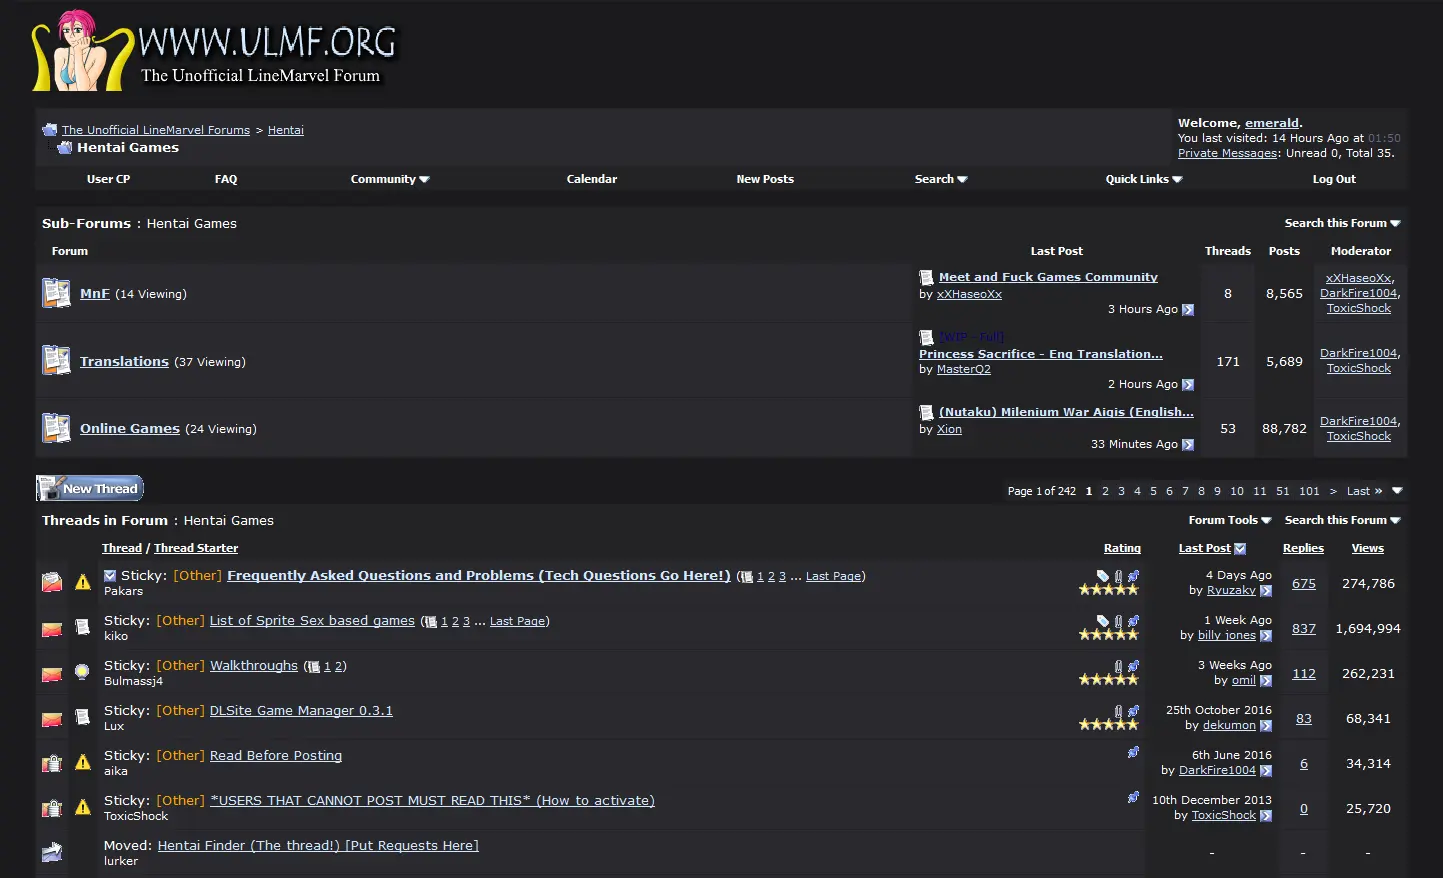 WWW.ULMF.ORG
The Unofficial LineMarvel Forum
The Unofficial LineMarvel Forums > Hentai
Hentai Games
Welcome, emerald.
You last visited: 14 Hours Ago at 01:50
Private Messages: Unread 0, Total 35.
User CP FAQ Community Calendar New Posts Search Quick Links Log Out
Sub-Forums : Hentai Games Search this Forum
Forum Last Post Threads Posts Moderator
MnF (14 Viewing)
Meet and Fuck Games Community
by xXHaseoXx
3 Hours Ago
8 8,565
xXHaseoXx,
DarkFire1004,
ToxicShock
Translations (37 Viewing)
[WIP - Full]
Princess Sacrifice - Eng Translation...
by MasterQ2
2 Hours Ago
171 5,689
DarkFire1004,
ToxicShock
Online Games (24 Viewing)
(Nutaku) Milenium War Aigis (English...
by Xion
33 Minutes Ago
53 88,782
DarkFire1004,
ToxicShock
New Thread
Page 1 of 242 1 2 3 4 5 6 7 8 9 10 11 51 101 > Last »
Threads in Forum : Hentai Games Forum Tools Search this Forum
Thread / Thread Starter Rating Last Post Replies Views
Sticky: [Other] Frequently Asked Questions and Problems (Tech Questions Go Here!) ( 1 2 3 ... Last Page)
Pakars
4 Days Ago
by Ryuzaky
675 274,786
Sticky: [Other] List of Sprite Sex based games ( 1 2 3 ... Last Page)
kiko
1 Week Ago
by billy jones
837 1,694,994
Sticky: [Other] Walkthroughs ( 1 2)
Bulmassj4
3 Weeks Ago
by omil
112 262,231
Sticky: [Other] DLSite Game Manager 0.3.1
Lux
25th October 2016
by dekumon
83 68,341
Sticky: [Other] Read Before Posting
aika
6th June 2016
by DarkFire1004
6 34,314
Sticky: [Other] *USERS THAT CANNOT POST MUST READ THIS* (How to activate)
ToxicShock
10th December 2013
by ToxicShock
0 25,720
Moved: Hentai Finder (The thread!) [Put Requests Here]
lurker
- - -